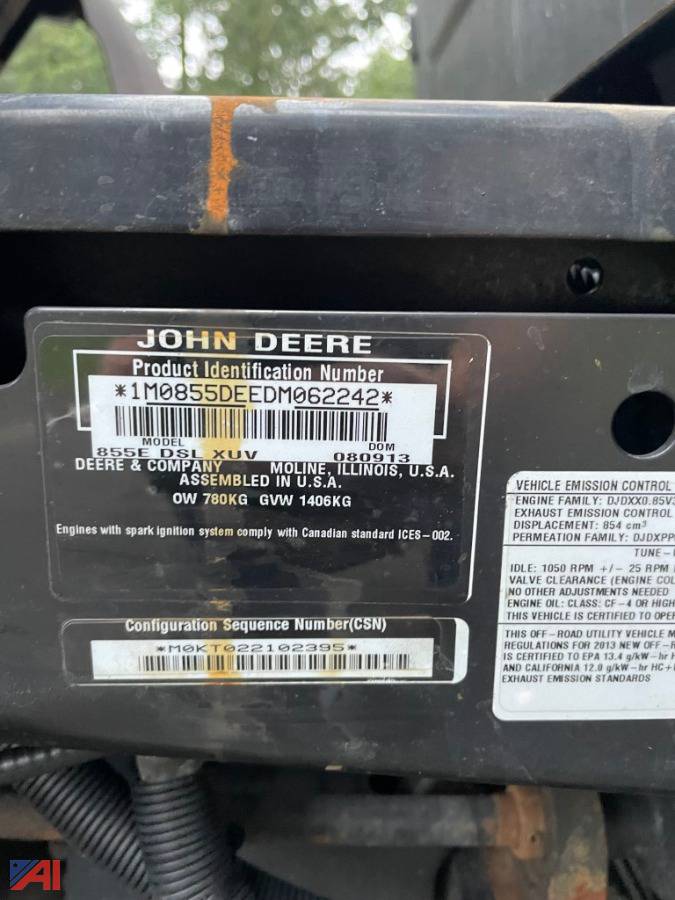 JOHN DEERE
Product Identification Number
*1M0855DEEDM062242*
MODEL DOM
855E DSL XUV 080913
DEERE & COMPANY MOLINE, ILLINOIS, U.S.A.
ASSEMBLED IN U.S.A.
OW 780KG GVW 1406KG
Engines with spark ignition system comply with Canadian standard ICES-002.
Configuration Sequence Number(CSN)
*M0KT022102395*
VEHICLE EMISSION CONTROL
ENGINE FAMILY: DJDXX0.85V
EXHAUST EMISSION CONTROL
DISPLACEMENT: 854 cm³
PERMEATION FAMILY: DJDXPP
TUNE-
IDLE: 1050 RPM +/- 25 RPM
VALVE CLEARANCE (ENGINE COL
NO OTHER ADJUSTMENTS NEEDED
ENGINE OIL: CLASS: CF-4 OR HIGH
THIS VEHICLE IS CERTIFIED TO OPER
THIS OFF-ROAD UTILITY VEHICLE M
REGULATIONS FOR 2013 NEW OFF-R
IS CERTIFIED TO EPA 13.4 g/kW-hr H
AND CALIFORNIA 12.0 g/kW-hr HC+
EXHAUST EMISSION STANDARDS
AI